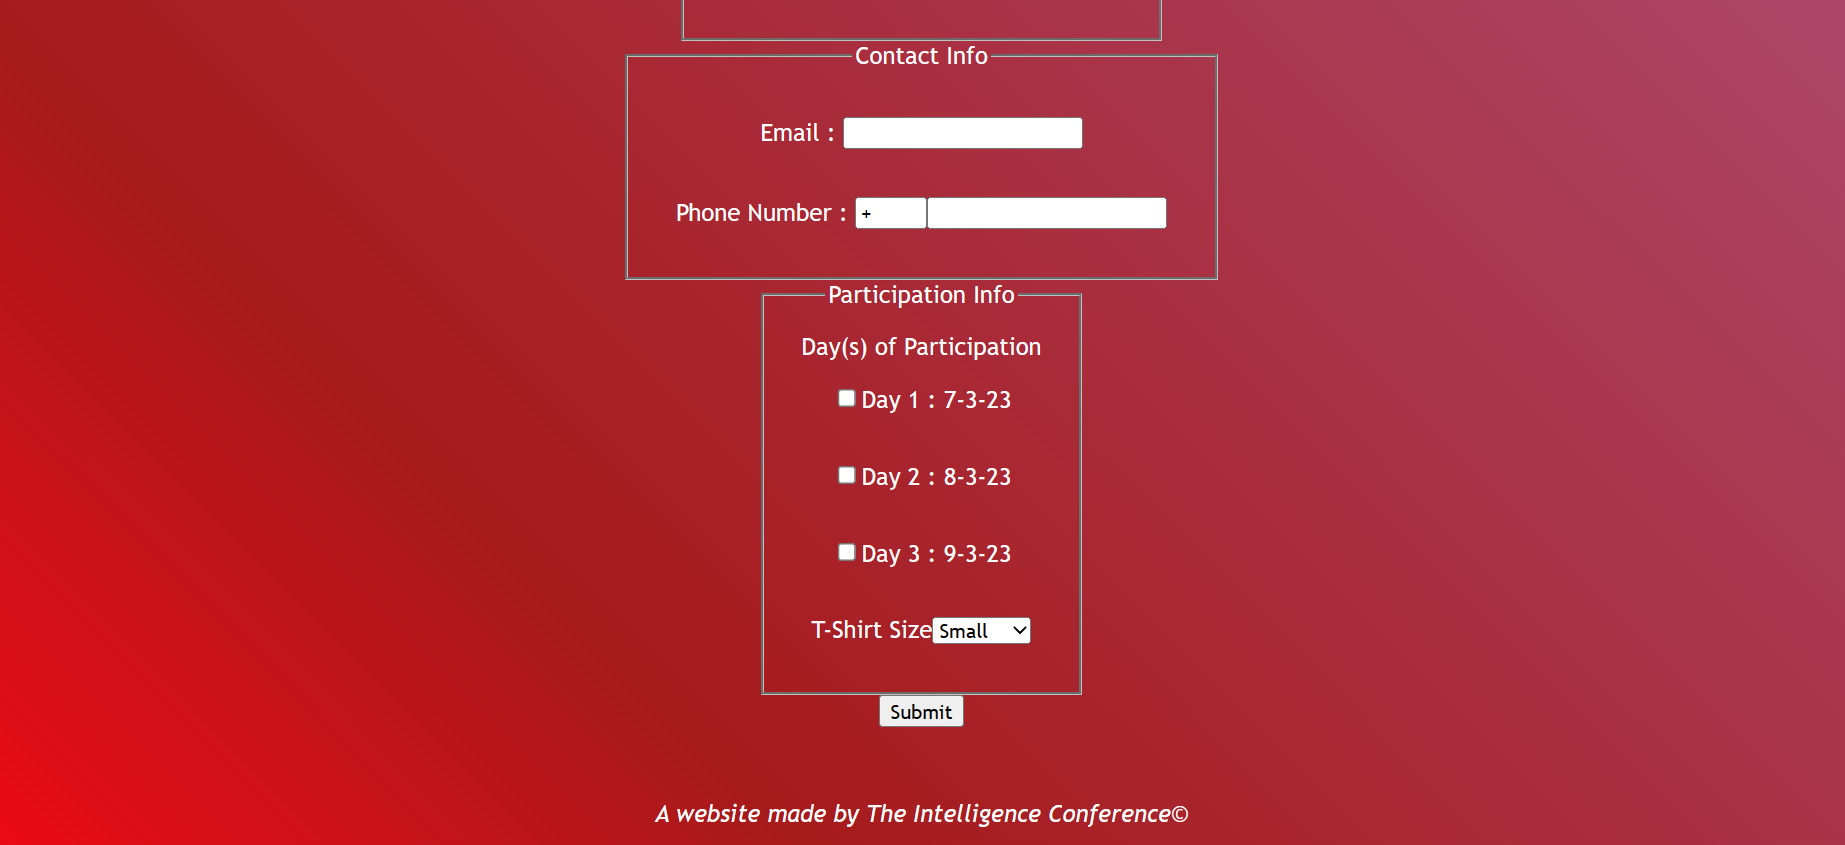 Contact Info
Email :
Phone Number : +
Participation Info
Day(s) of Participation
Day 1 : 7-3-23
Day 2 : 8-3-23
Day 3 : 9-3-23
T-Shirt Size Small
Submit
A website made by The Intelligence Conference©